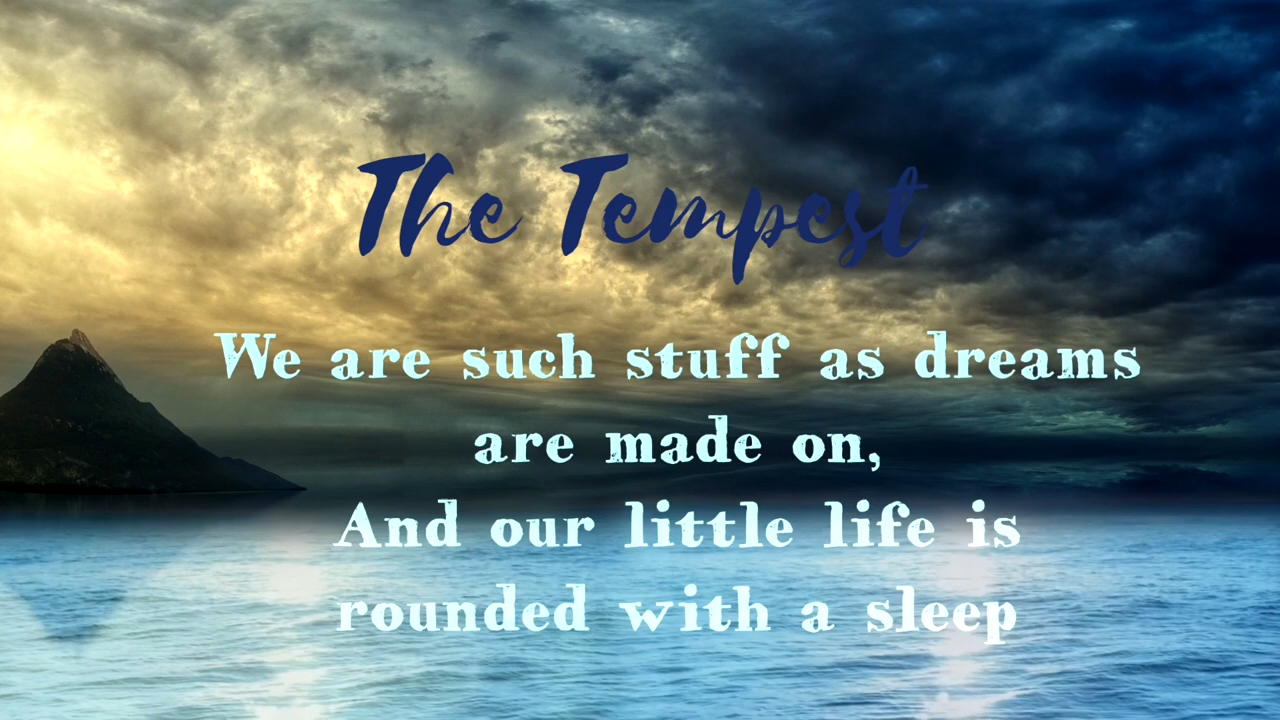 The Tempest
We are such stuff as dreams
are made on,
And our little life is
rounded with a sleep